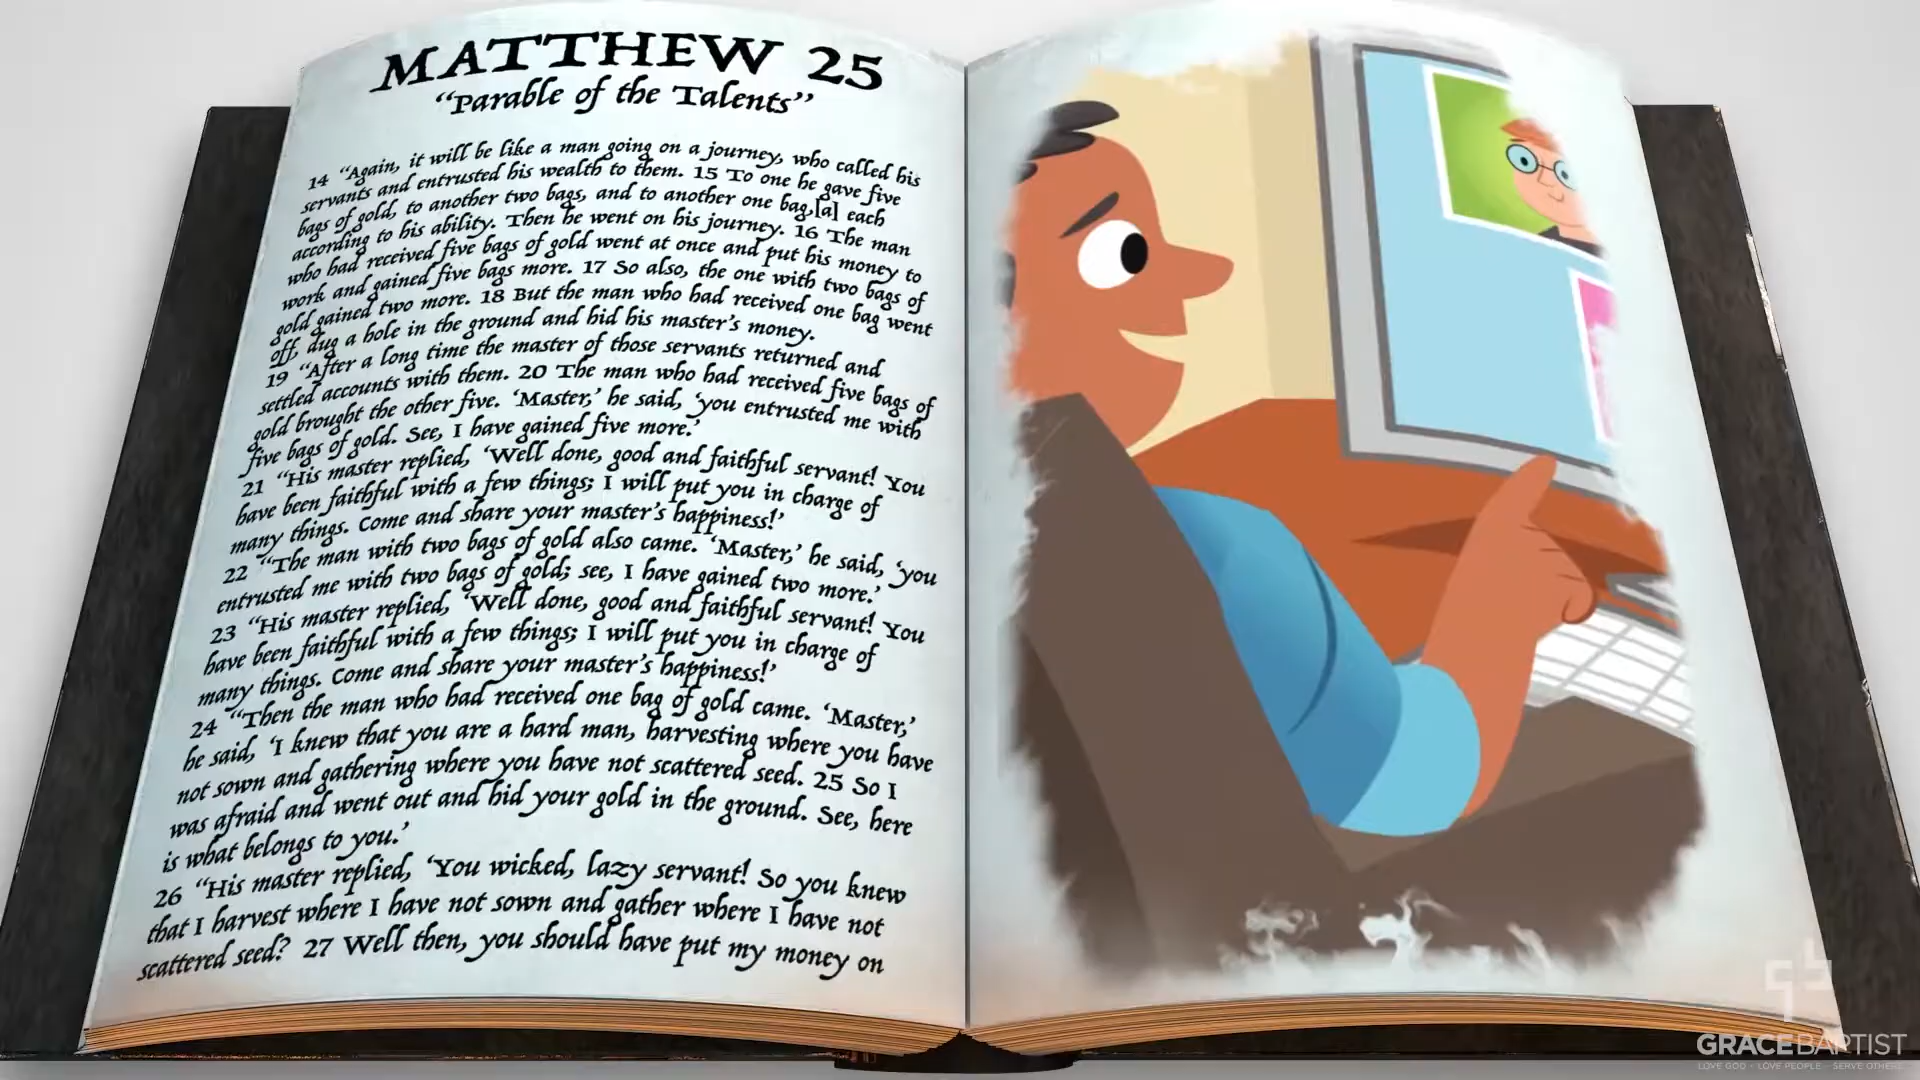 MATTHEW 25
“Parable of the Talents”
14 “Again, it will be like a man going on a journey, who called his
servants and entrusted his wealth to them. 15 To one he gave five
bags of gold, to another two bags, and to another one bag,[a] each
according to his ability. Then he went on his journey. 16 The man
who had received five bags of gold went at once and put his money to
work and gained five bags more. 17 So also, the one with two bags of
gold gained two more. 18 But the man who had received one bag went
off, dug a hole in the ground and hid his master’s money.
19 “After a long time the master of those servants returned and
settled accounts with them. 20 The man who had received five bags of
gold brought the other five. ‘Master,’ he said, ‘you entrusted me with
five bags of gold. See, I have gained five more.’
21 “His master replied, ‘Well done, good and faithful servant! You
have been faithful with a few things; I will put you in charge of
many things. Come and share your master’s happiness!’
22 “The man with two bags of gold also came. ‘Master,’ he said, ‘you
entrusted me with two bags of gold; see, I have gained two more.’
23 “His master replied, ‘Well done, good and faithful servant! You
have been faithful with a few things; I will put you in charge of
many things. Come and share your master’s happiness!’
24 “Then the man who had received one bag of gold came. ‘Master,’
he said, ‘I knew that you are a hard man, harvesting where you have
not sown and gathering where you have not scattered seed. 25 So I
was afraid and went out and hid your gold in the ground. See, here
is what belongs to you.’
26 “His master replied, ‘You wicked, lazy servant! So you knew
that I harvest where I have not sown and gather where I have not
scattered seed? 27 Well then, you should have put my money on
GRACEBAPTIST
LOVE GOD - LOVE PEOPLE - SERVE OTHERS